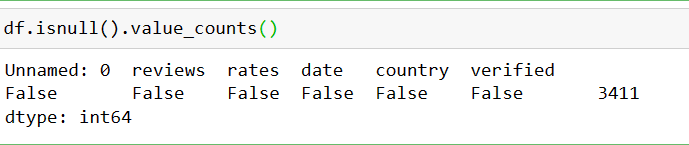 df.isnull().value_counts()
Unnamed: 0  reviews  rates  date   country  verified
False       False    False  False  False    False       3411
dtype: int64